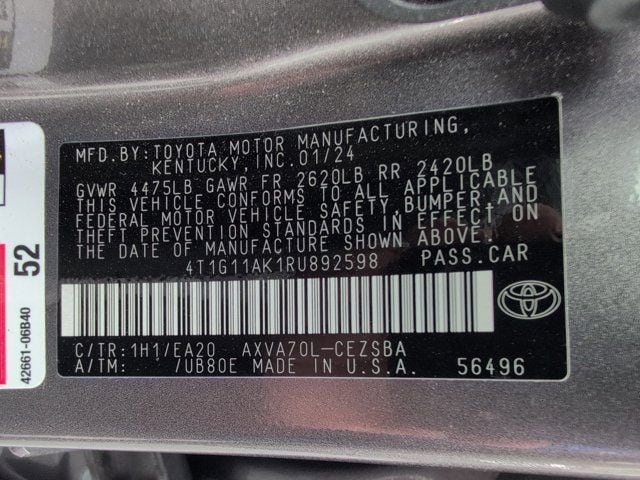 MFD.BY:TOYOTA MOTOR MANUFACTURING,
KENTUCKY,INC.01/24
GVWR 4475LB GAWR FR 2620LB RR 2420LB
THIS VEHICLE CONFORMS TO ALL APPLICABLE
FEDERAL MOTOR VEHICLE SAFETY,BUMPER,AND
THEFT PREVENTION STANDARDS IN EFFECT ON
THE DATE OF MANUFACTURE SHOWN ABOVE.
4T1G11AK1RU892598 PASS.CAR
C/TR:1H1/EA20 AXVA70L-CEZSBA
A/TM: /UB80E MADE IN U.S.A. 56496
52
42661-06B40